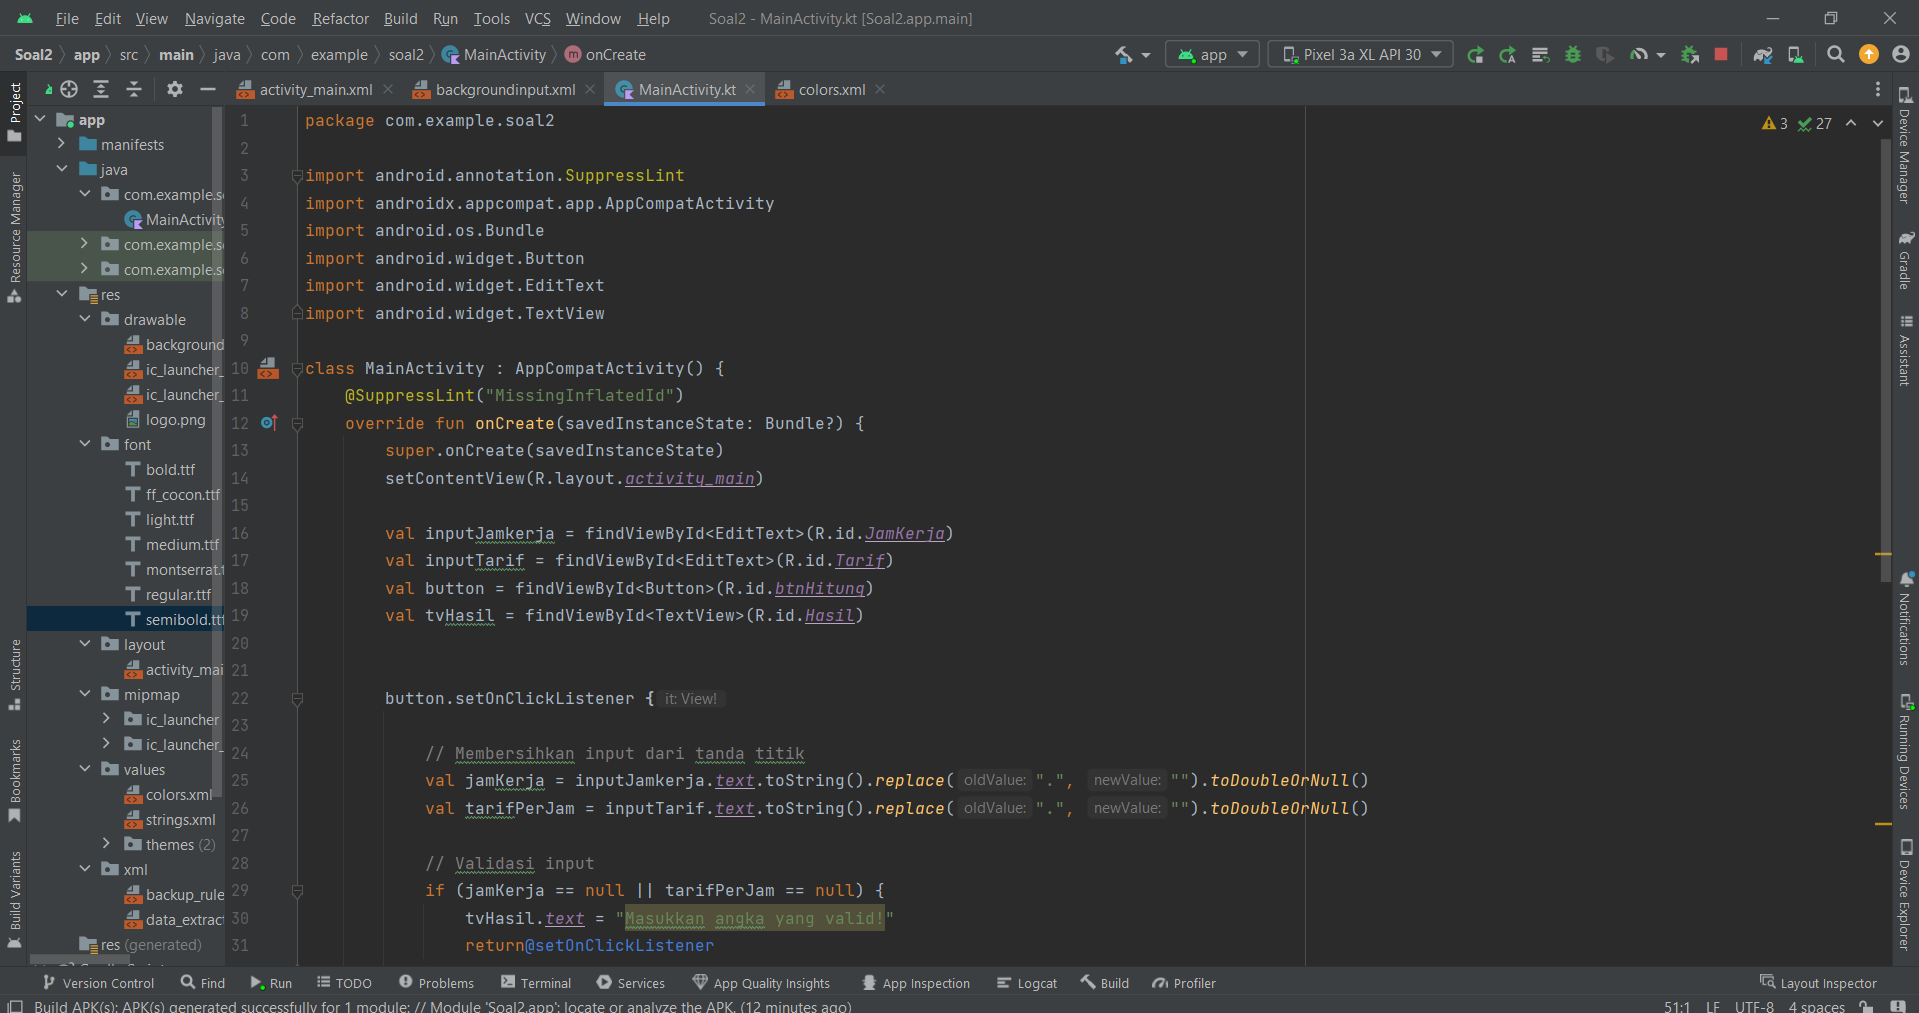 File Edit View Navigate Code Refactor Build Run Tools VCS Window Help Soal2 - MainActivity.kt [Soal2.app.main]
Soal2 app src main java com example soal2 MainActivity onCreate app Pixel 3a XL API 30
activity_main.xml backgroundinput.xml MainActivity.kt colors.xml
Project
Resource Manager
Structure
Bookmarks
Build Variants
app
manifests
java
com.example.s
MainActivity
com.example.s
com.example.s
res
drawable
background
ic_launcher_
ic_launcher_
logo.png
font
bold.ttf
ff_cocon.ttf
light.ttf
medium.ttf
montserrat.t
regular.ttf
semibold.ttf
layout
activity_mai
mipmap
ic_launcher
ic_launcher_
values
colors.xml
strings.xml
themes (2)
xml
backup_rule
data_extract
res (generated)
3 27
1 package com.example.soal2
2
3 import android.annotation.SuppressLint
4 import androidx.appcompat.app.AppCompatActivity
5 import android.os.Bundle
6 import android.widget.Button
7 import android.widget.EditText
8 import android.widget.TextView
9
10 class MainActivity : AppCompatActivity() {
11 @SuppressLint("MissingInflatedId")
12 override fun onCreate(savedInstanceState: Bundle?) {
13 super.onCreate(savedInstanceState)
14 setContentView(R.layout.activity_main)
15
16 val inputJamkerja = findViewById<EditText>(R.id.JamKerja)
17 val inputTarif = findViewById<EditText>(R.id.Tarif)
18 val button = findViewById<Button>(R.id.btnHitung)
19 val tvHasil = findViewById<TextView>(R.id.Hasil)
20
21
22 button.setOnClickListener { it: View!
23
24 // Membersihkan input dari tanda titik
25 val jamKerja = inputJamkerja.text.toString().replace( oldValue: ".", newValue: "").toDoubleOrNull()
26 val tarifPerJam = inputTarif.text.toString().replace( oldValue: ".", newValue: "").toDoubleOrNull()
27
28 // Validasi input
29 if (jamKerja == null || tarifPerJam == null) {
30 tvHasil.text = "Masukkan angka yang valid!"
31 return@setOnClickListener
Device Manager
Gradle
Assistant
Notifications
Running Devices
Device Explorer
Version Control Find Run TODO Problems Terminal Services App Quality Insights App Inspection Logcat Build Profiler Layout Inspector
Build APK(s): APK(s) generated successfully for 1 module: // Module 'Soal2.app': locate or analyze the APK. (12 minutes ago) 51:1 LF UTF-8 4 spaces